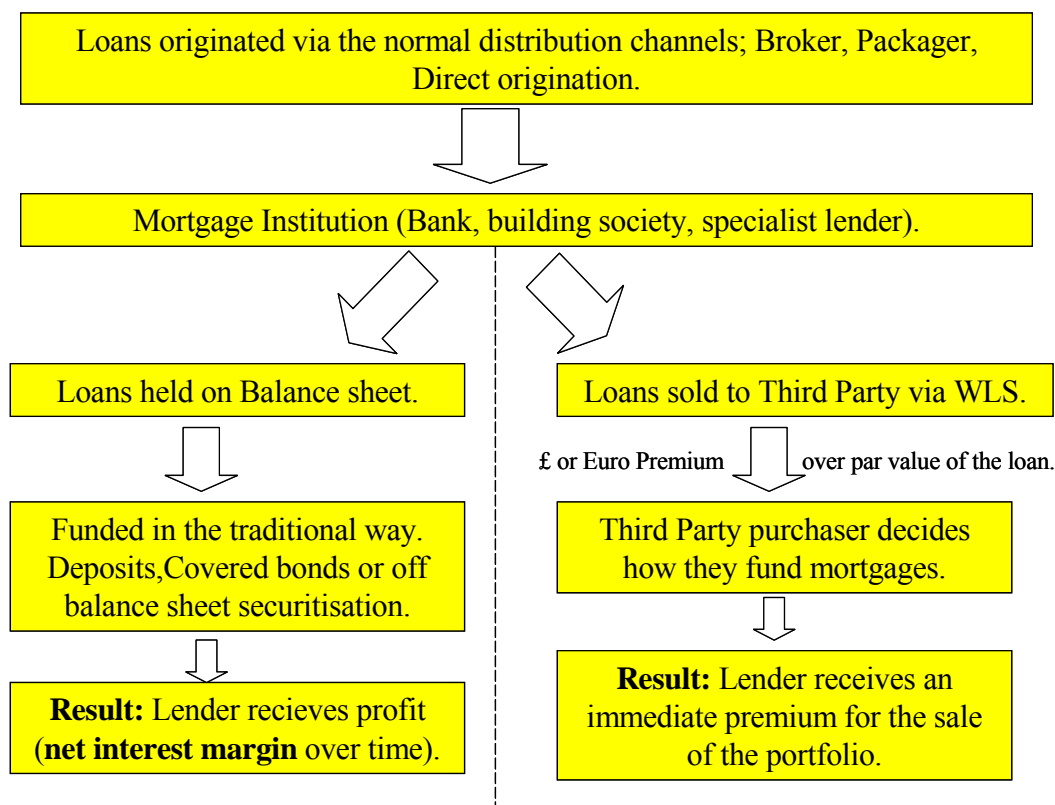 Loans originated via the normal distribution channels; Broker, Packager,
Direct origination.
Mortgage Institution (Bank, building society, specialist lender).
Loans held on Balance sheet.
Funded in the traditional way.
Deposits,Covered bonds or off
balance sheet securitisation.
Result: Lender recieves profit
(net interest margin over time).
Loans sold to Third Party via WLS.
£ or Euro Premium over par value of the loan.
Third Party purchaser decides
how they fund mortgages.
Result: Lender receives an
immediate premium for the sale
of the portfolio.